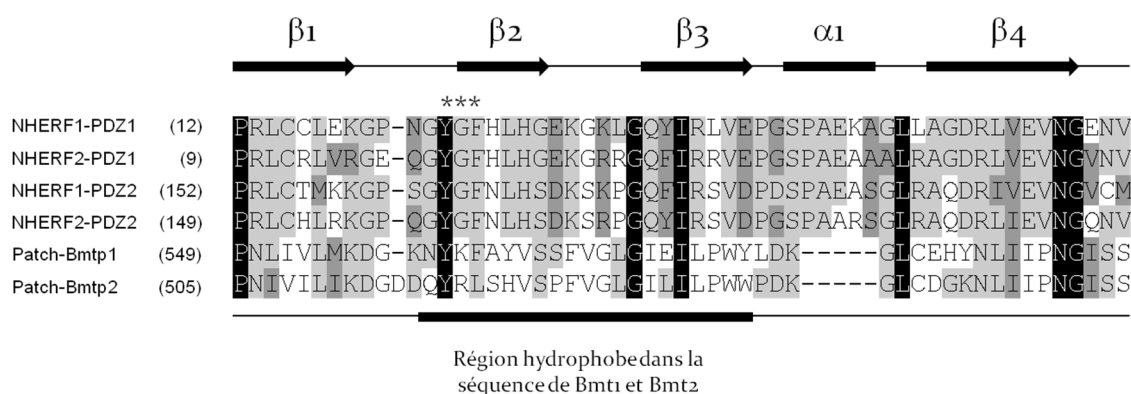 β1 β2 β3 α1 β4
***
NHERF1-PDZ1 (12) PRLCCLEKGP-NGYGFHLHGEKGKLGQYIRLVEPGSPAEKAGLLAGDRLVEVNGENV
NHERF2-PDZ1 (9) PRLCRLVRGE-QGYGFHLHGEKGRRGQFIRRVEPGSPAEAAALRAGDRLVEVNGVNV
NHERF1-PDZ2 (152) PRLCTMKKGP-SGYGFNLHSDKSKPGQFIRSVDPDSPAEASGLRAQDRIVEVNGVCM
NHERF2-PDZ2 (149) PRLCHLRKGP-QGYGFNLHSDKSRPGQYIRSVDPGSPAARSGLRAQDRLIEVNGQNV
Patch-Bmtp1 (549) PNLIVLMKDG-KNYKFAYVSSFVGLGIEILPWYLDK-----GLCEHYNLIIPNGISS
Patch-Bmtp2 (505) PNIVILIKDGDDQYRLSHVSPFVGLGILILPWWPDK-----GLCDGKNLIIPNGISS
Région hydrophobe dans la
séquence de Bmt1 et Bmt2